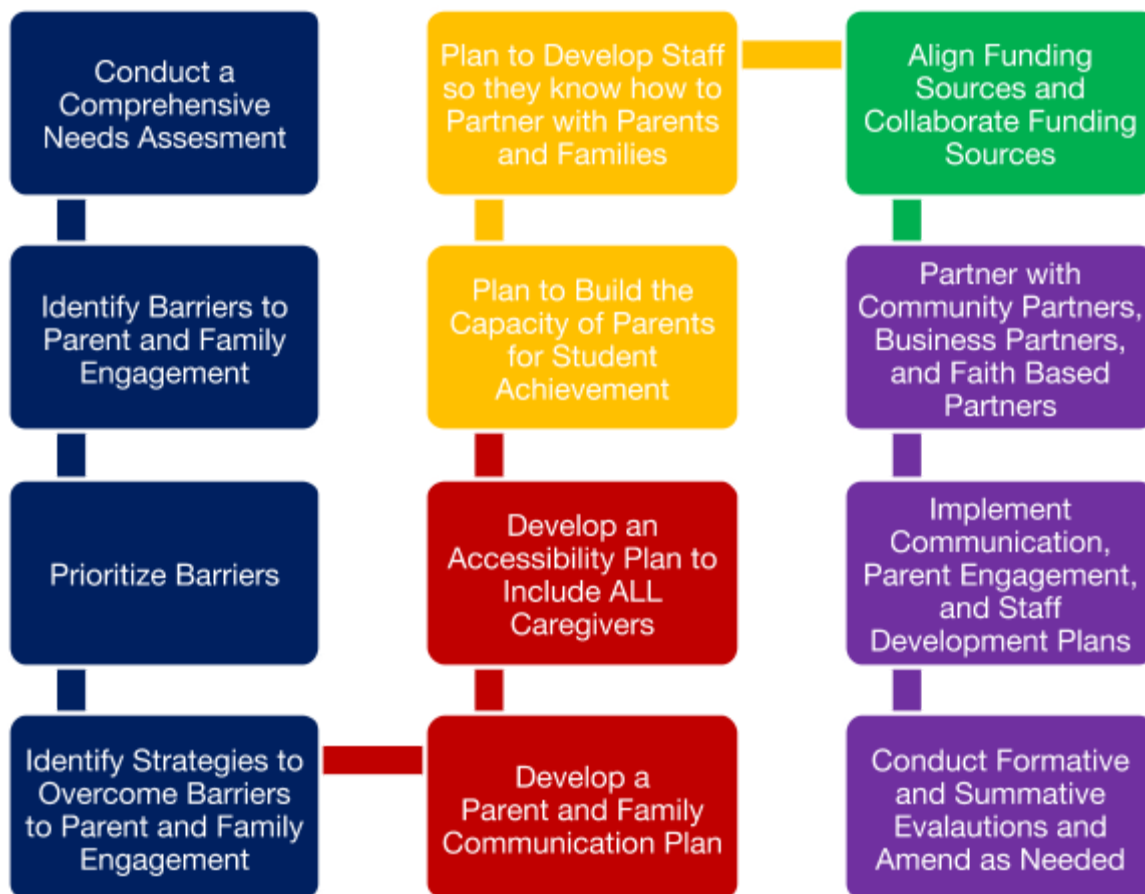 Conduct a
Comprehensive
Needs Assesment
Identify Barriers to
Parent and Family
Engagement
Prioritize Barriers
Identify Strategies to
Overcome Barriers
to Parent and Family
Engagement
Develop a
Parent and Family
Communication Plan
Develop an
Accessibility Plan to
Include ALL
Caregivers
Plan to Build the
Capacity of Parents
for Student
Achievement
Plan to Develop Staff
so they know how to
Partner with Parents
and Families
Align Funding
Sources and
Collaborate Funding
Sources
Partner with
Community Partners,
Business Partners,
and Faith Based
Partners
Implement
Communication,
Parent Engagement,
and Staff
Development Plans
Conduct Formative
and Summative
Evalautions and
Amend as Needed